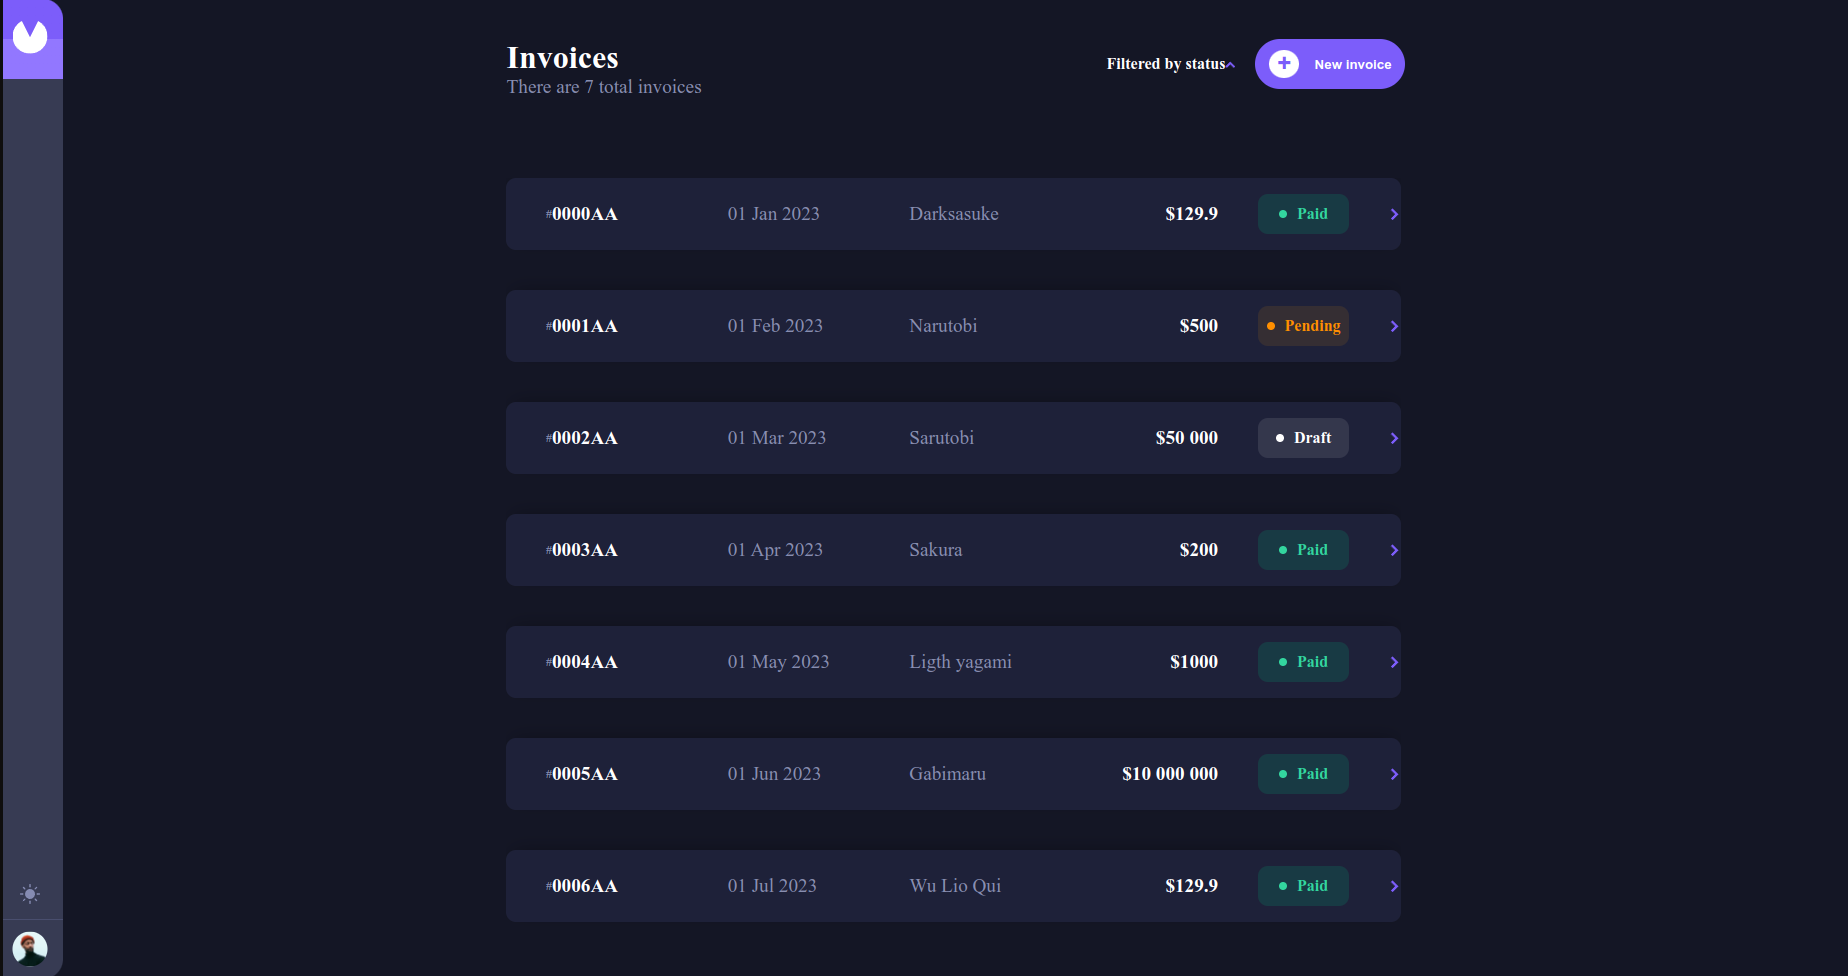 Invoices
There are 7 total invoices
Filtered by status
New invoice
#0000AA 01 Jan 2023 Darksasuke $129.9 Paid
#0001AA 01 Feb 2023 Narutobi $500 Pending
#0002AA 01 Mar 2023 Sarutobi $50 000 Draft
#0003AA 01 Apr 2023 Sakura $200 Paid
#0004AA 01 May 2023 Ligth yagami $1000 Paid
#0005AA 01 Jun 2023 Gabimaru $10 000 000 Paid
#0006AA 01 Jul 2023 Wu Lio Qui $129.9 Paid